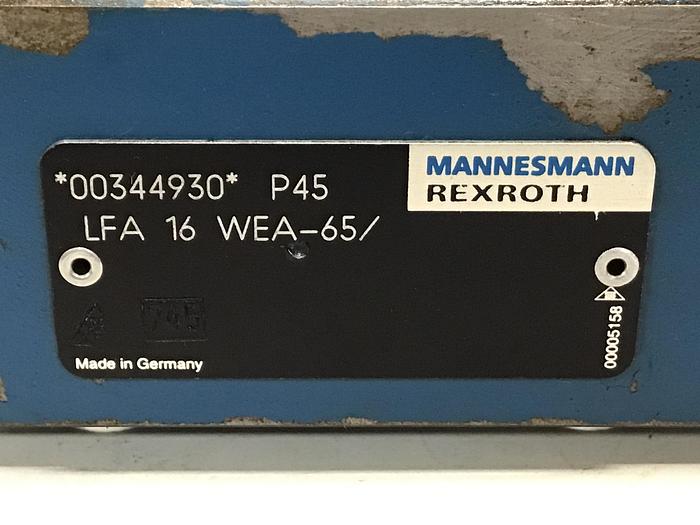 *00344930* P45
MANNESMANN
REXROTH
LFA 16 WEA-65/
00005158
Made in Germany